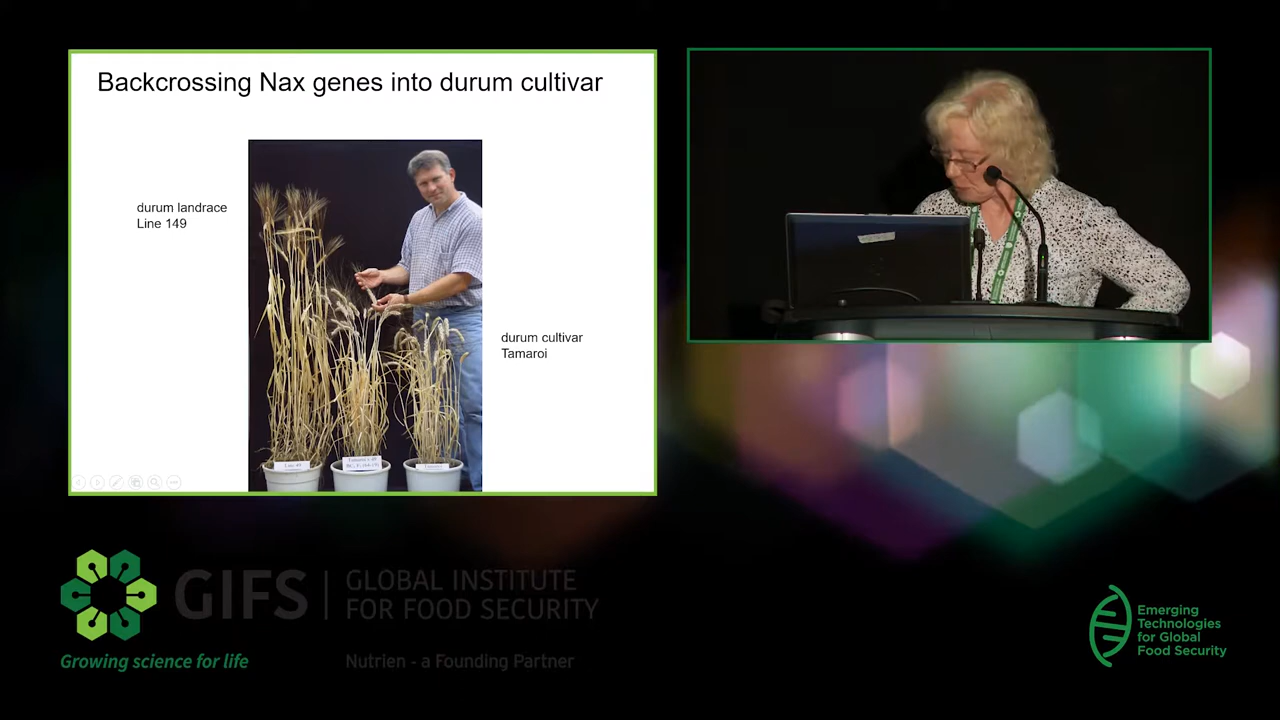 Backcrossing Nax genes into durum cultivar
durum landrace
Line 149
durum cultivar
Tamaroi
GIFS
GLOBAL INSTITUTE
FOR FOOD SECURITY
Growing science for life
Nutrien - a Founding Partner
Emerging
Technologies
for Global
Food Security